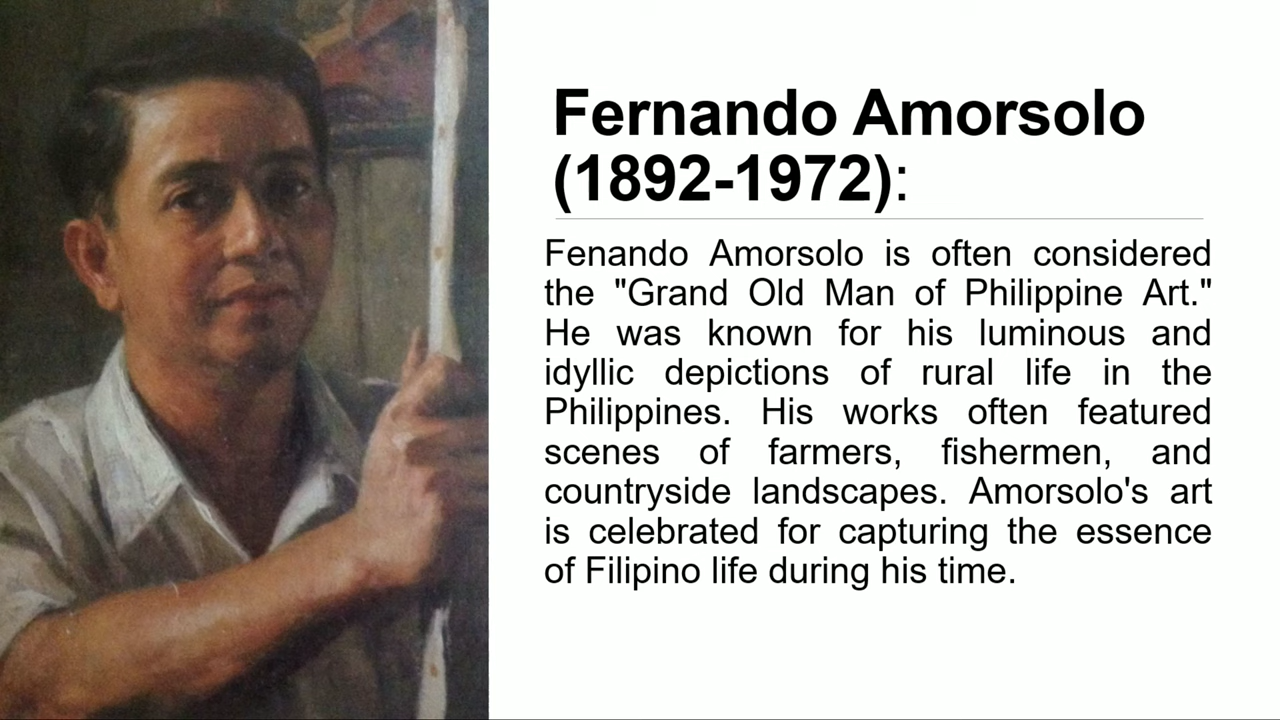 Fernando Amorsolo
(1892-1972):
Fenando Amorsolo is often considered
the "Grand Old Man of Philippine Art."
He was known for his luminous and
idyllic depictions of rural life in the
Philippines. His works often featured
scenes of farmers, fishermen, and
countryside landscapes. Amorsolo's art
is celebrated for capturing the essence
of Filipino life during his time.